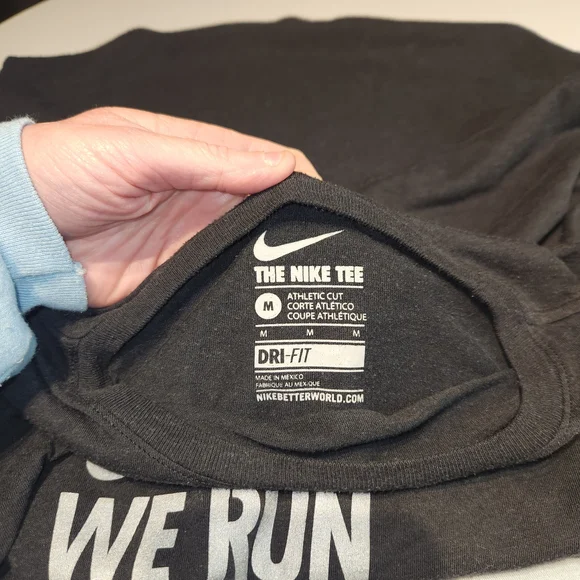 THE NIKE TEE
M
ATHLETIC CUT
CORTE ATLÉTICO
COUPE ATHLÉTIQUE
M M M
DRI-FIT
MADE IN MEXICO
FABRIQUE AU MEXIQUE
NIKEBETTERWORLD.COM
WE RUN